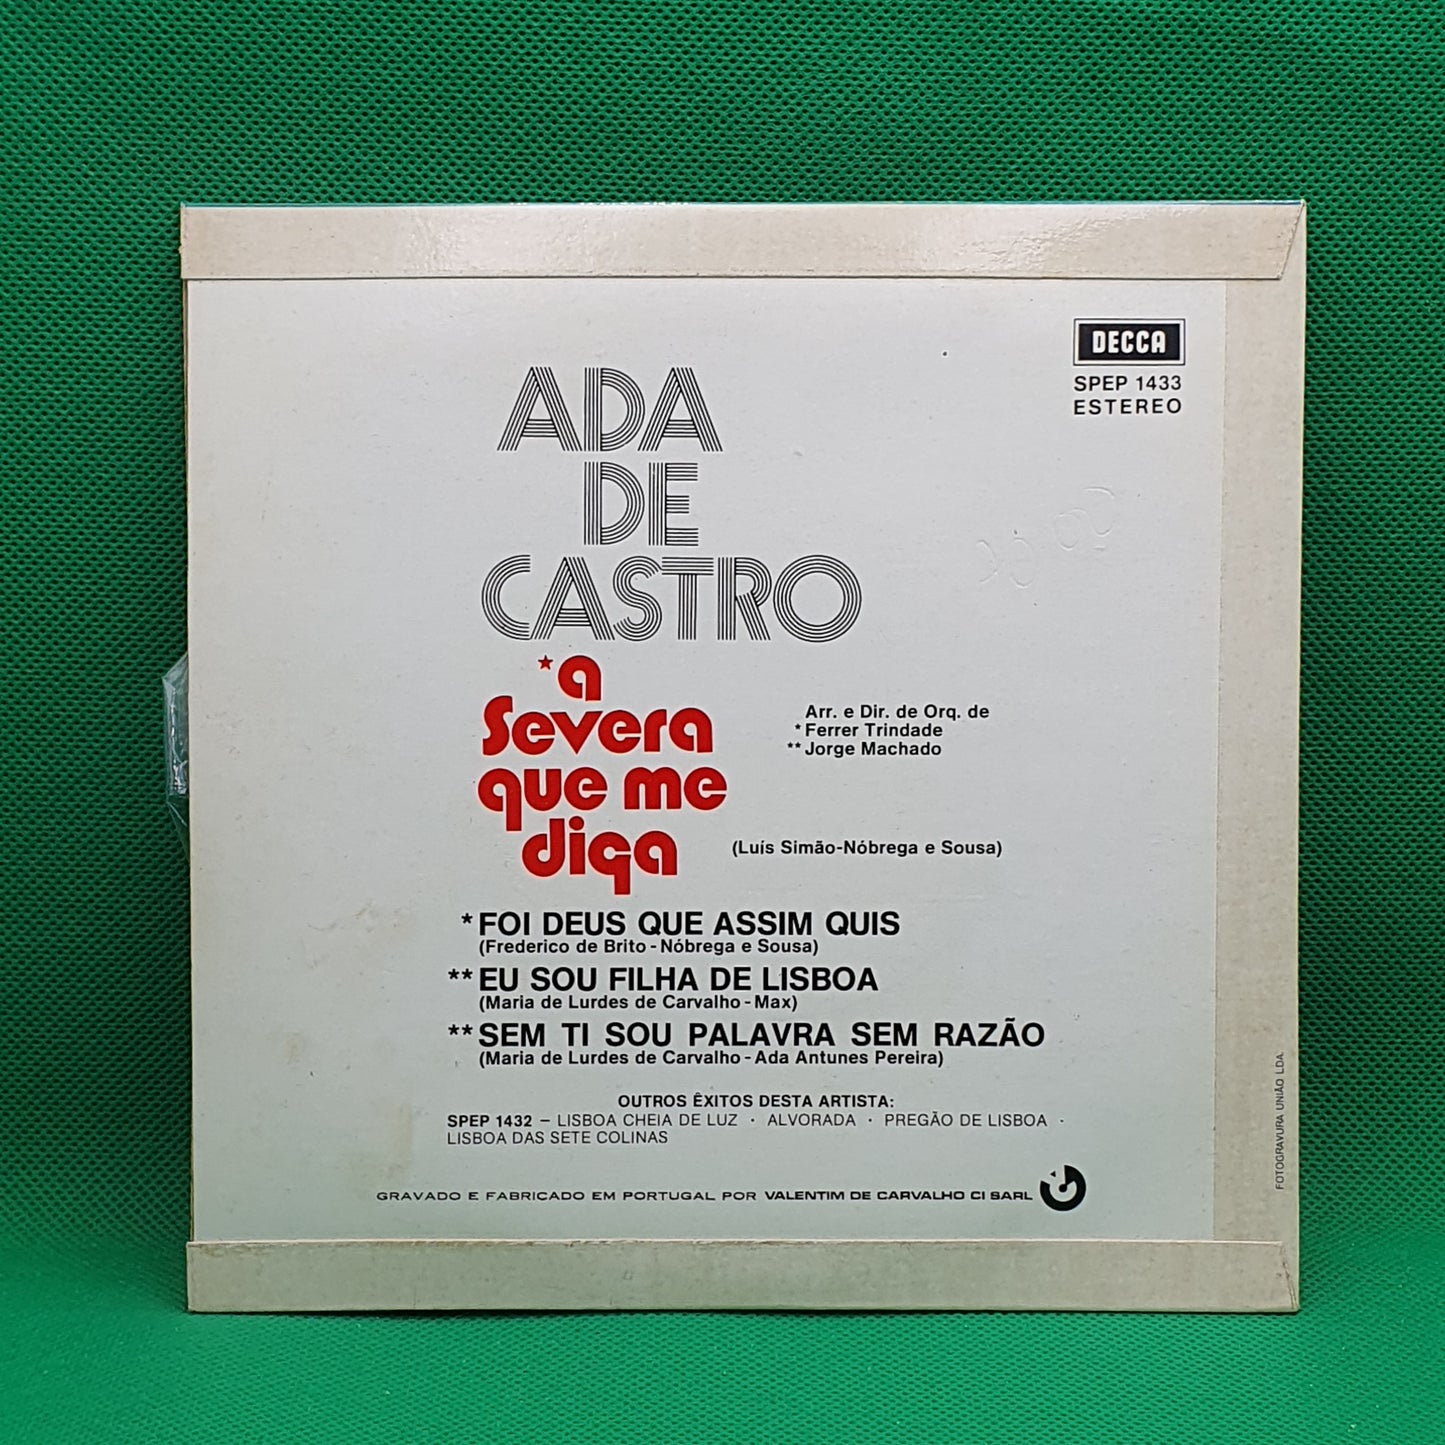 DECCA
SPEP 1433
ESTEREO
ADA
DE
CASTRO
*a
Severa
que me
diga
Arr. e Dir. de Orq. de
* Ferrer Trindade
** Jorge Machado
(Luís Simão-Nóbrega e Sousa)
* FOI DEUS QUE ASSIM QUIS
(Frederico de Brito - Nóbrega e Sousa)
** EU SOU FILHA DE LISBOA
(Maria de Lurdes de Carvalho - Max)
** SEM TI SOU PALAVRA SEM RAZÃO
(Maria de Lurdes de Carvalho - Ada Antunes Pereira)
OUTROS ÊXITOS DESTA ARTISTA:
SPEP 1432 – LISBOA CHEIA DE LUZ · ALVORADA · PREGÃO DE LISBOA ·
LISBOA DAS SETE COLINAS
GRAVADO E FABRICADO EM PORTUGAL POR VALENTIM DE CARVALHO CI SARL
FOTOGRAVURA UNIÃO LDA.